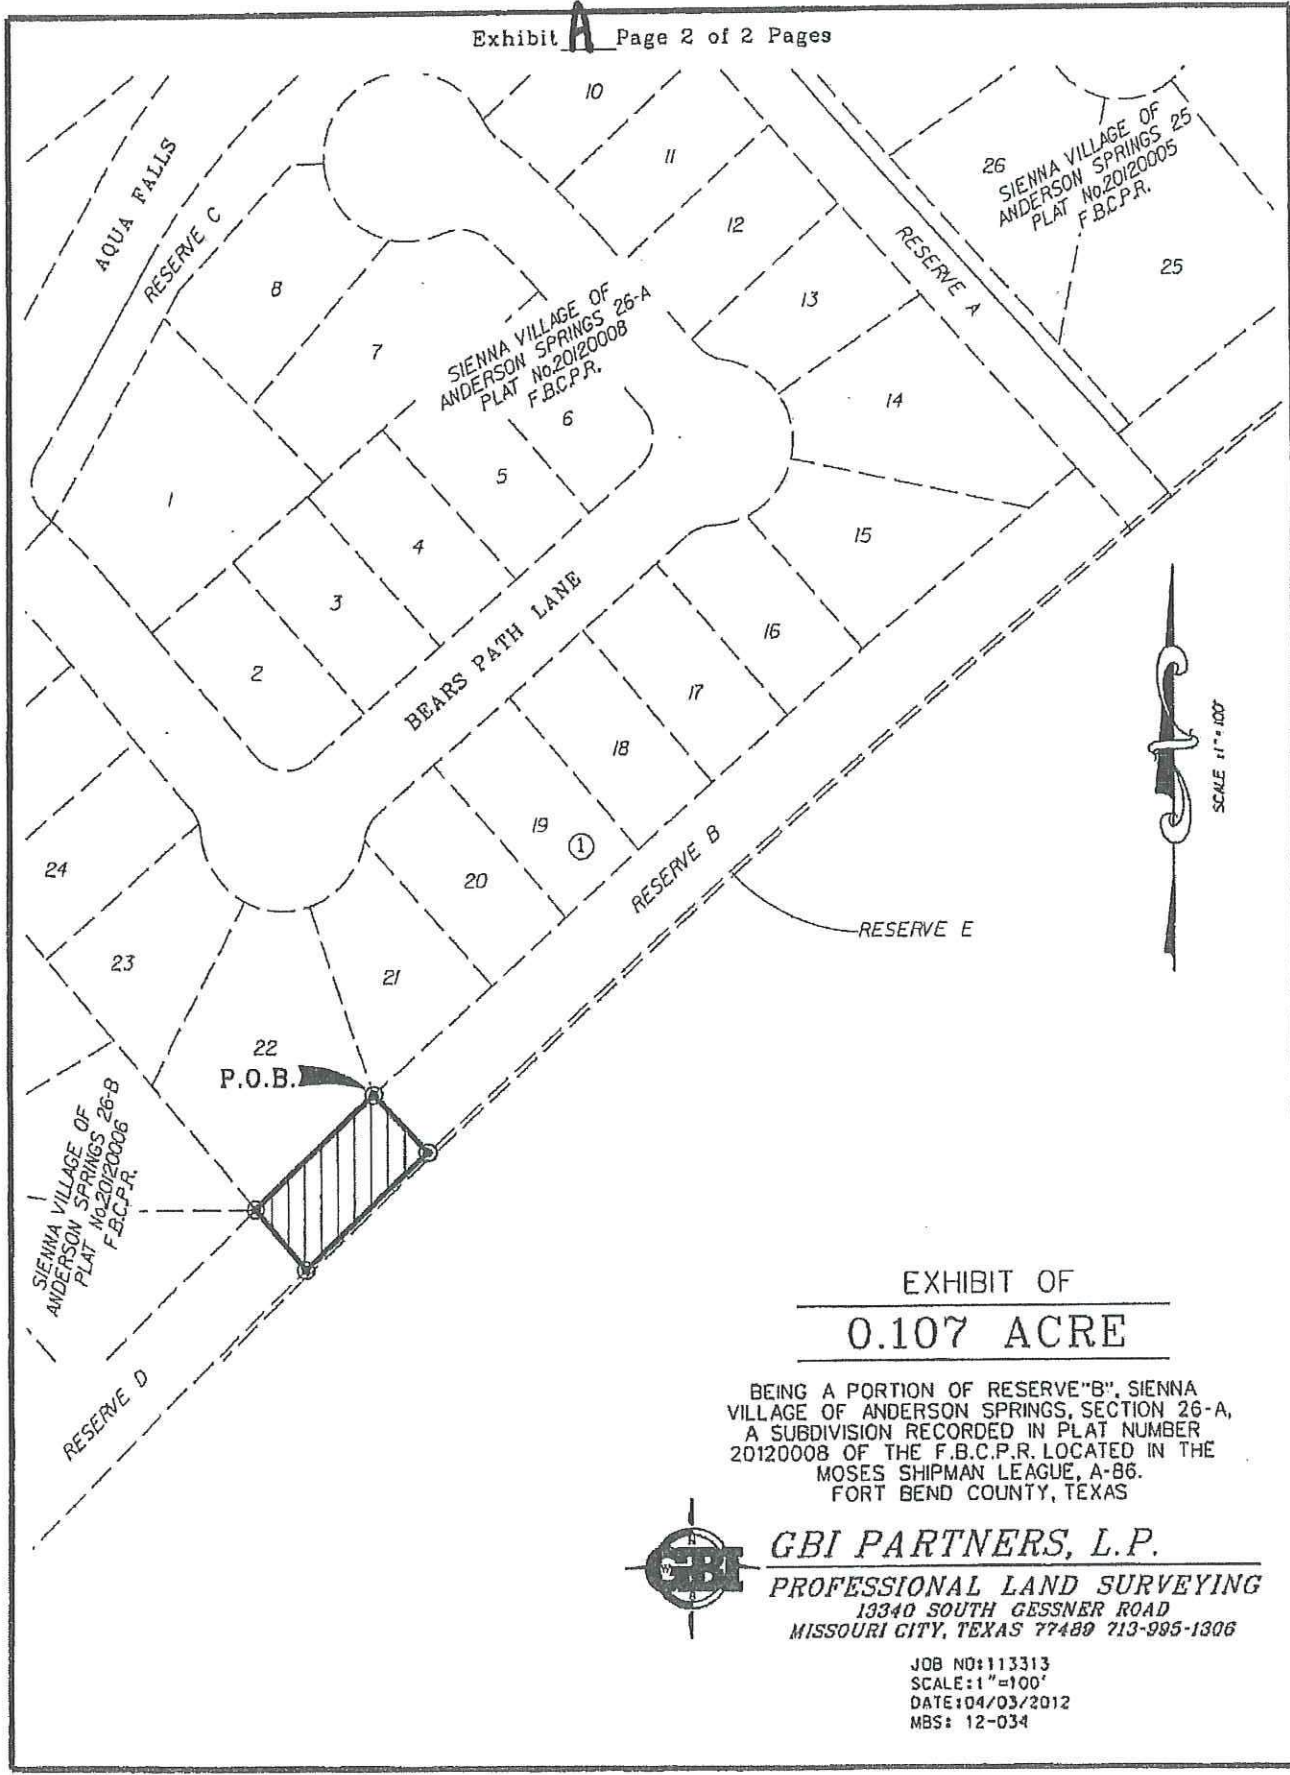 Exhibit A Page 2 of 2 Pages
10
11
12
13
14
15
16
17
18
19
1
20
21
22
23
24
AQUA FALLS
RESERVE C
8
7
SIENNA VILLAGE OF
ANDERSON SPRINGS 26-A
PLAT No.20120008
F.B.C.P.R.
6
5
4
3
2
1
BEARS PATH LANE
RESERVE A
26
SIENNA VILLAGE OF
ANDERSON SPRINGS 25
PLAT No.20120005
F.B.C.P.R.
25
RESERVE B
RESERVE E
SCALE :1"=100'
P.O.B.
SIENNA VILLAGE OF
ANDERSON SPRINGS 26-B
PLAT No.20120006
F.B.C.P.R.
RESERVE D
EXHIBIT OF
0.107 ACRE
BEING A PORTION OF RESERVE"B", SIENNA
VILLAGE OF ANDERSON SPRINGS, SECTION 26-A,
A SUBDIVISION RECORDED IN PLAT NUMBER
20120008 OF THE F.B.C.P.R. LOCATED IN THE
MOSES SHIPMAN LEAGUE, A-86.
FORT BEND COUNTY, TEXAS
GBI
GBI PARTNERS, L.P.
PROFESSIONAL LAND SURVEYING
13340 SOUTH GESSNER ROAD
MISSOURI CITY, TEXAS 77489 713-995-1306
JOB NO:113313
SCALE:1"=100'
DATE:04/03/2012
MBS: 12-034